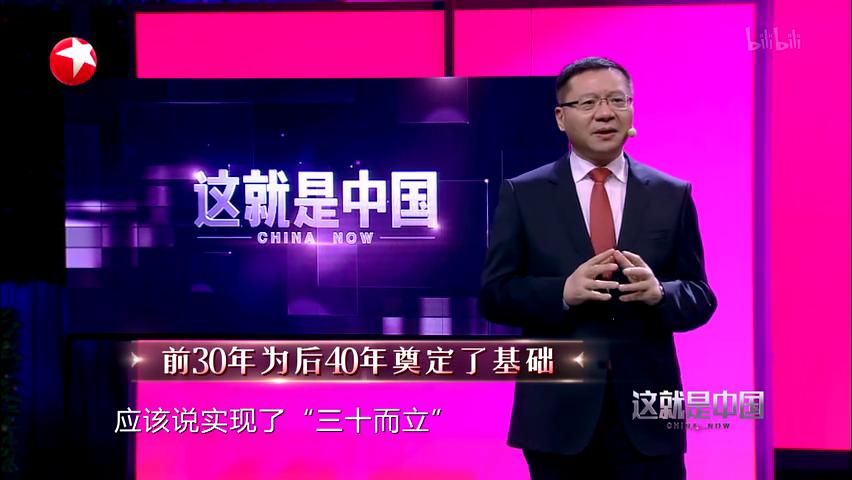 bilibili
这就是中国
CHINA NOW
前30年为后40年奠定了基础
应该说实现了“三十而立”
这就是中国
CHINA NOW